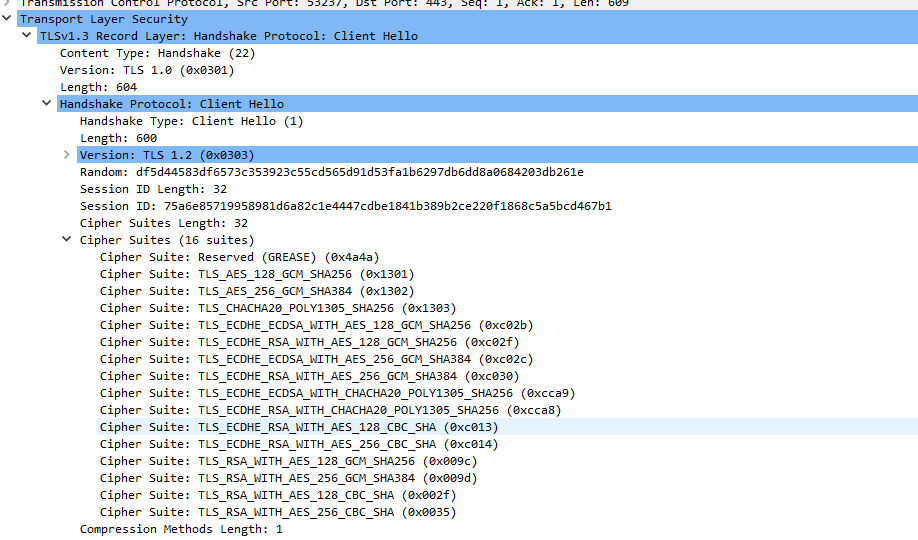 Transmission Control Protocol, Src Port: 53237, Dst Port: 443, Seq: 1, Ack: 1, Len: 609
Transport Layer Security
TLSv1.3 Record Layer: Handshake Protocol: Client Hello
Content Type: Handshake (22)
Version: TLS 1.0 (0x0301)
Length: 604
Handshake Protocol: Client Hello
Handshake Type: Client Hello (1)
Length: 600
Version: TLS 1.2 (0x0303)
Random: df5d44583df6573c353923c55cd565d91d53fa1b6297db6dd8a0684203db261e
Session ID Length: 32
Session ID: 75a6e85719958981d6a82c1e4447cdbe1841b389b2ce220f1868c5a5bcd467b1
Cipher Suites Length: 32
Cipher Suites (16 suites)
Cipher Suite: Reserved (GREASE) (0x4a4a)
Cipher Suite: TLS_AES_128_GCM_SHA256 (0x1301)
Cipher Suite: TLS_AES_256_GCM_SHA384 (0x1302)
Cipher Suite: TLS_CHACHA20_POLY1305_SHA256 (0x1303)
Cipher Suite: TLS_ECDHE_ECDSA_WITH_AES_128_GCM_SHA256 (0xc02b)
Cipher Suite: TLS_ECDHE_RSA_WITH_AES_128_GCM_SHA256 (0xc02f)
Cipher Suite: TLS_ECDHE_ECDSA_WITH_AES_256_GCM_SHA384 (0xc02c)
Cipher Suite: TLS_ECDHE_RSA_WITH_AES_256_GCM_SHA384 (0xc030)
Cipher Suite: TLS_ECDHE_ECDSA_WITH_CHACHA20_POLY1305_SHA256 (0xcca9)
Cipher Suite: TLS_ECDHE_RSA_WITH_CHACHA20_POLY1305_SHA256 (0xcca8)
Cipher Suite: TLS_ECDHE_RSA_WITH_AES_128_CBC_SHA (0xc013)
Cipher Suite: TLS_ECDHE_RSA_WITH_AES_256_CBC_SHA (0xc014)
Cipher Suite: TLS_RSA_WITH_AES_128_GCM_SHA256 (0x009c)
Cipher Suite: TLS_RSA_WITH_AES_256_GCM_SHA384 (0x009d)
Cipher Suite: TLS_RSA_WITH_AES_128_CBC_SHA (0x002f)
Cipher Suite: TLS_RSA_WITH_AES_256_CBC_SHA (0x0035)
Compression Methods Length: 1